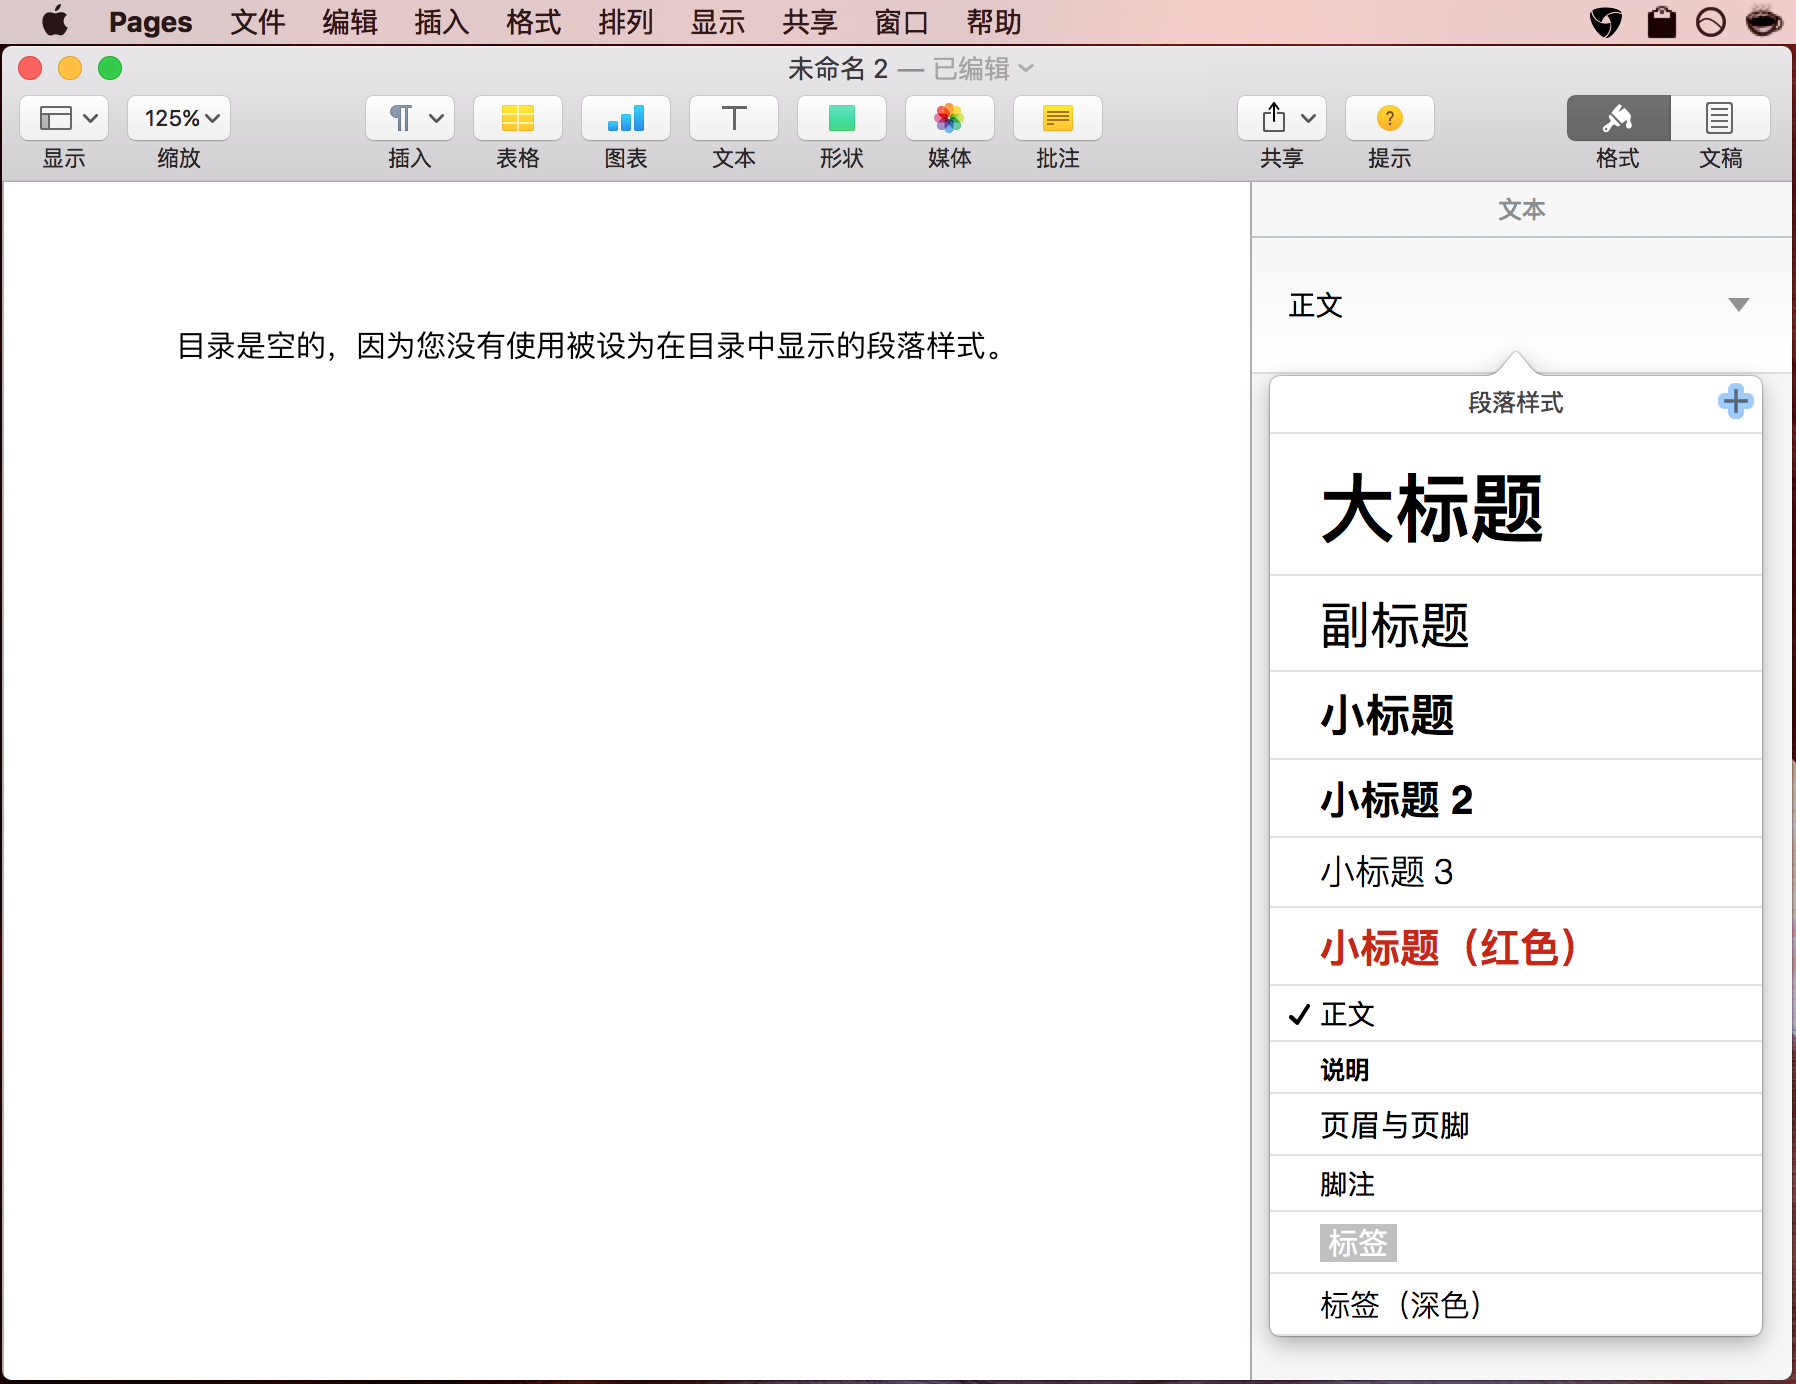 Pages 文件 编辑 插入 格式 排列 显示 共享 窗口 帮助
未命名 2 — 已编辑
125%
?
显示 缩放 插入 表格 图表 文本 形状 媒体 批注 共享 提示 格式 文稿
文本
正文
目录是空的，因为您没有使用被设为在目录中显示的段落样式。
段落样式
大标题
副标题
小标题
小标题 2
小标题 3
小标题（红色）
正文
说明
页眉与页脚
脚注
标签
标签（深色）